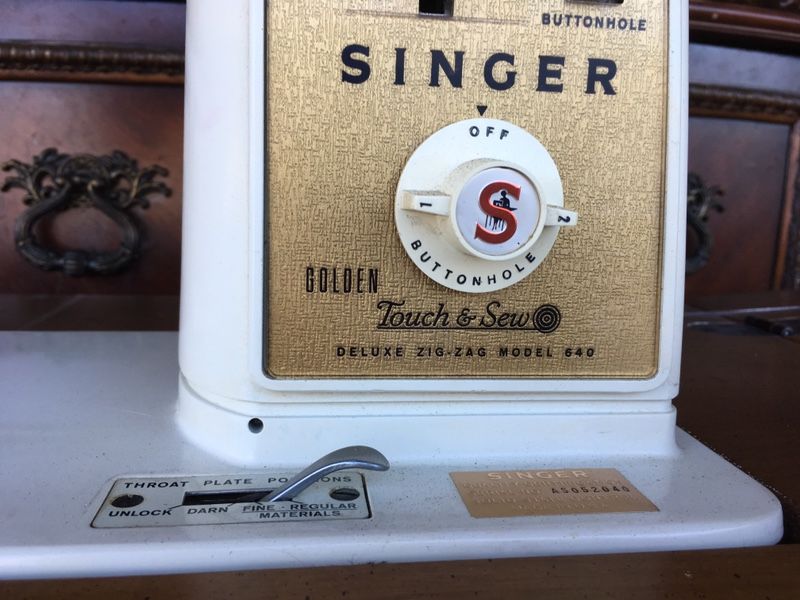 BUTTONHOLE
SINGER
OFF
1
S
2
BUTTONHOLE
GOLDEN
Touch & Sew
DELUXE ZIG-ZAG MODEL 640
THROAT PLATE POSITIONS
UNLOCK DARN FINE - REGULAR
MATERIALS
SINGER